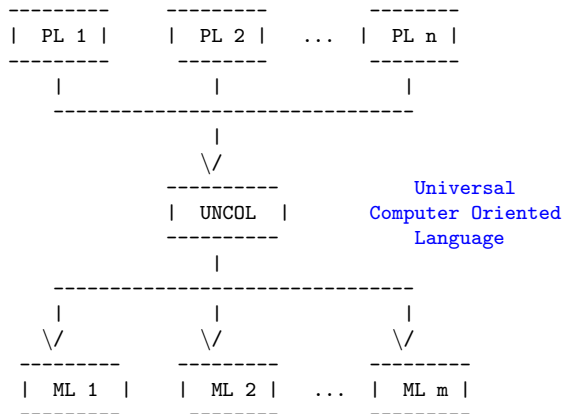 PL 1 PL 2 ... PL n
Universal
UNCOL Computer Oriented
Language
ML 1 ML 2 ... ML m